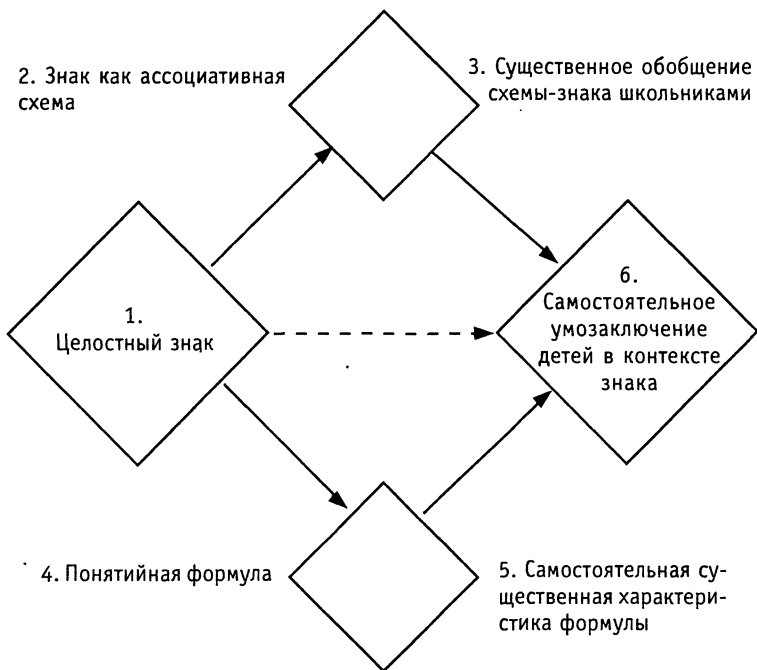 2. Знак как ассоциативная
схема
3. Существенное обобщение
схемы-знака школьниками
1.
Целостный знак
6.
Самостоятельное
умозаключение
детей в контексте
знака
4. Понятийная формула
5. Самостоятельная су-
щественная характери-
стика формулы